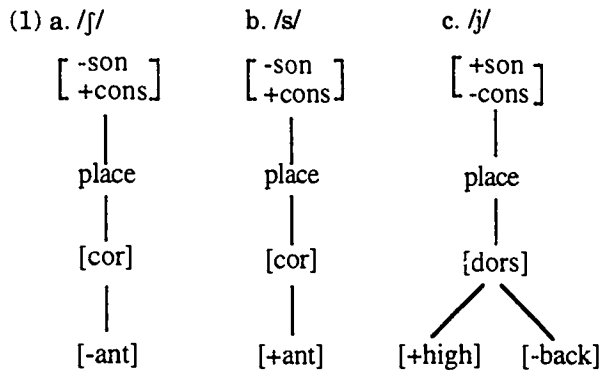 (1) a. /ʃ/ b. /s/ c. /j/
[-son [-son [+son
+cons] +cons] -cons]
place place place
[cor] [cor] [dors]
[-ant] [+ant] [+high] [-back]